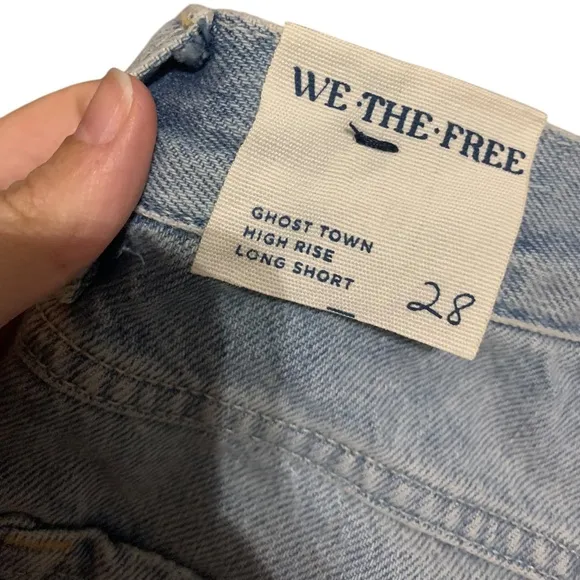 WE·THE·FREE
GHOST TOWN
HIGH RISE
LONG SHORT
28